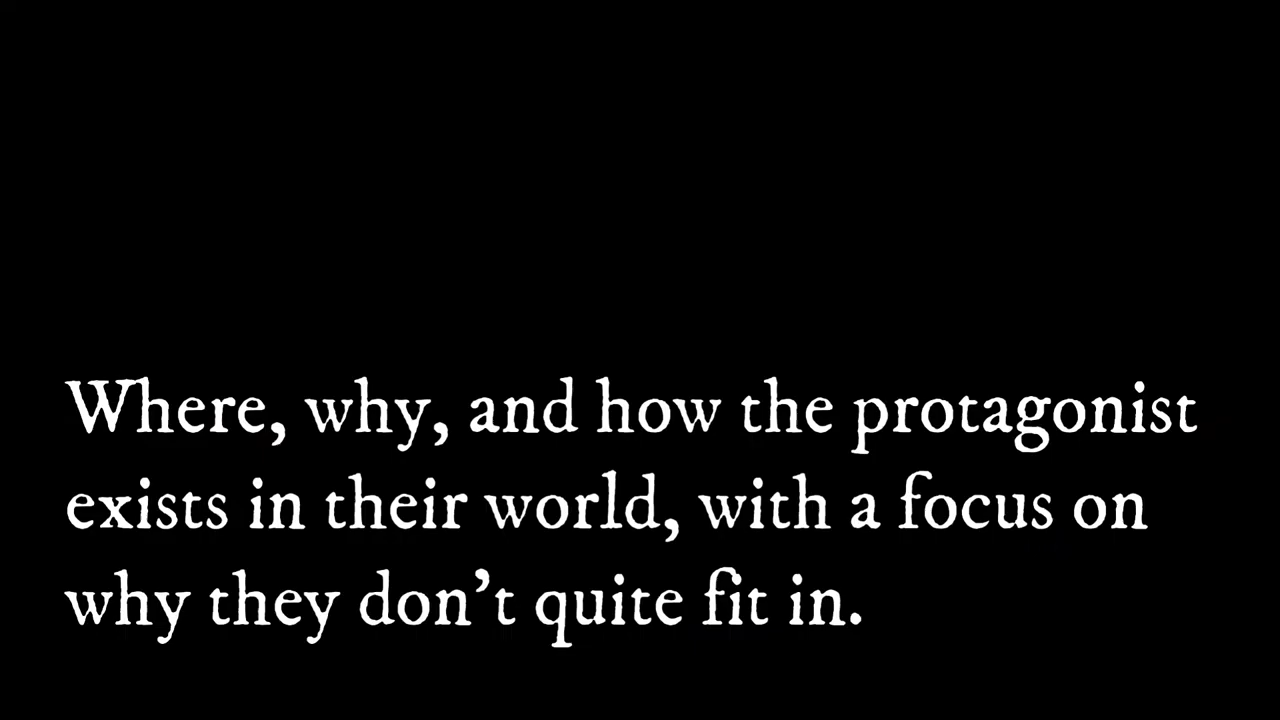 Where, why, and how the protagonist
exists in their world, with a focus on
why they don’t quite fit in.